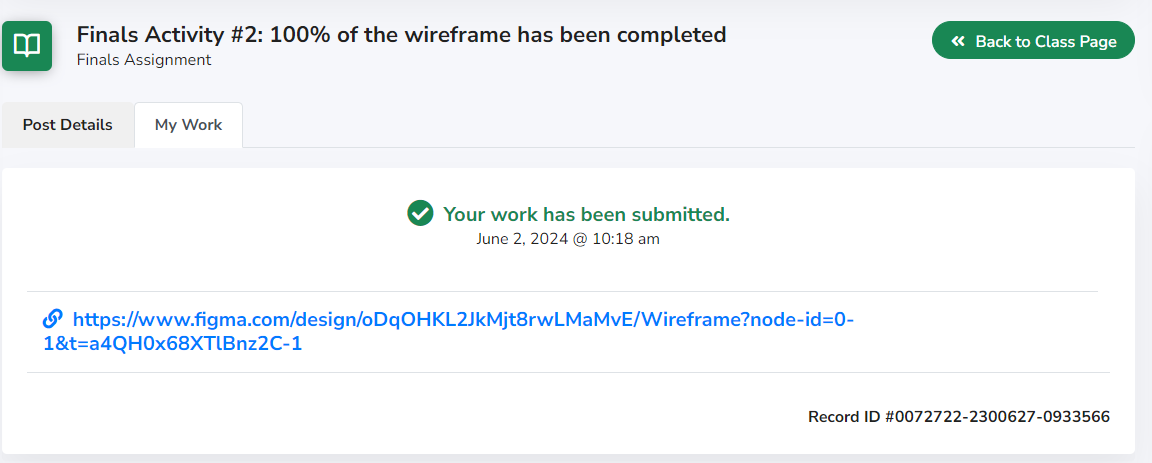 Finals Activity #2: 100% of the wireframe has been completed
Finals Assignment
Back to Class Page
Post Details
My Work
Your work has been submitted.
June 2, 2024 @ 10:18 am
https://www.figma.com/design/oDqOHKL2JkMjt8rwLMaMvE/Wireframe?node-id=0-
1&t=a4QH0x68XTlBnz2C-1
Record ID #0072722-2300627-0933566